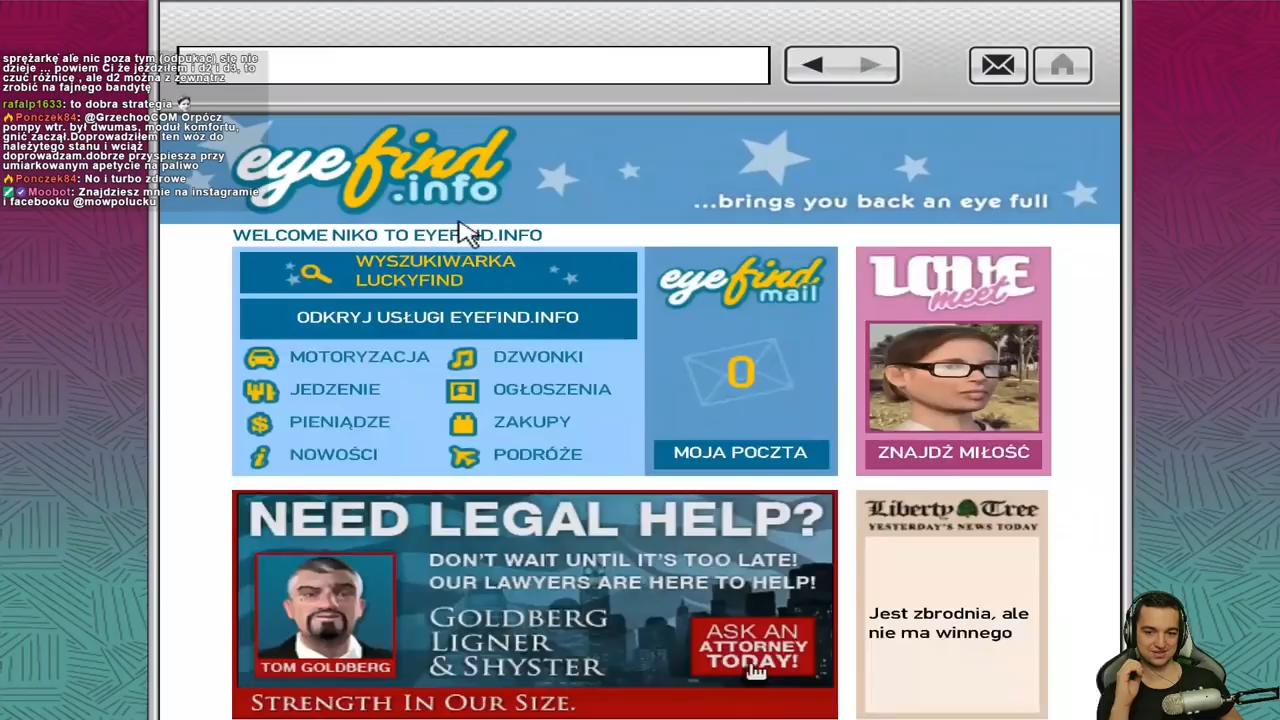 sprężarkę ale nic poza tym (odpukać) się nie
dzieje ... powiem Ci że jeździłem i d2 i d3, to
czuć różnicę , ale d2 można z zewnątrz
zrobić na fajnego bandytę
rafalp1633: to dobra strategia
Ponczek84: @GrzechooCOM Orpócz
pompy wtr. był dwumas, moduł komfortu,
gnić zaczął.Doprowadziłem ten wóz do
należytego stanu i wciąż
doprowadzam.dobrze przyspiesza przy
umiarkowanym apetycie na paliwo
Ponczek84: No i turbo zdrowe
Moobot: Znajdziesz mnie na instagramie
i facebooku @mowpolucku
eyefind
.info
...brings you back an eye full
WELCOME NIKO TO EYEFIND.INFO
WYSZUKIWARKA
LUCKYFIND
ODKRYJ USŁUGI EYEFIND.INFO
MOTORYZACJA
DZWONKI
JEDZENIE
OGŁOSZENIA
PIENIĄDZE
ZAKUPY
NOWOŚCI
PODRÓŻE
eyefind
mail
0
MOJA POCZTA
LOVE
meet
ZNAJDŹ MIŁOŚĆ
NEED LEGAL HELP?
DON'T WAIT UNTIL IT'S TOO LATE!
OUR LAWYERS ARE HERE TO HELP!
GOLDBERG
LIGNER
& SHYSTER
TOM GOLDBERG
ASK AN
ATTORNEY
TODAY!
STRENGTH IN OUR SIZE.
Liberty Tree
YESTERDAY'S NEWS TODAY
Jest zbrodnia, ale
nie ma winnego